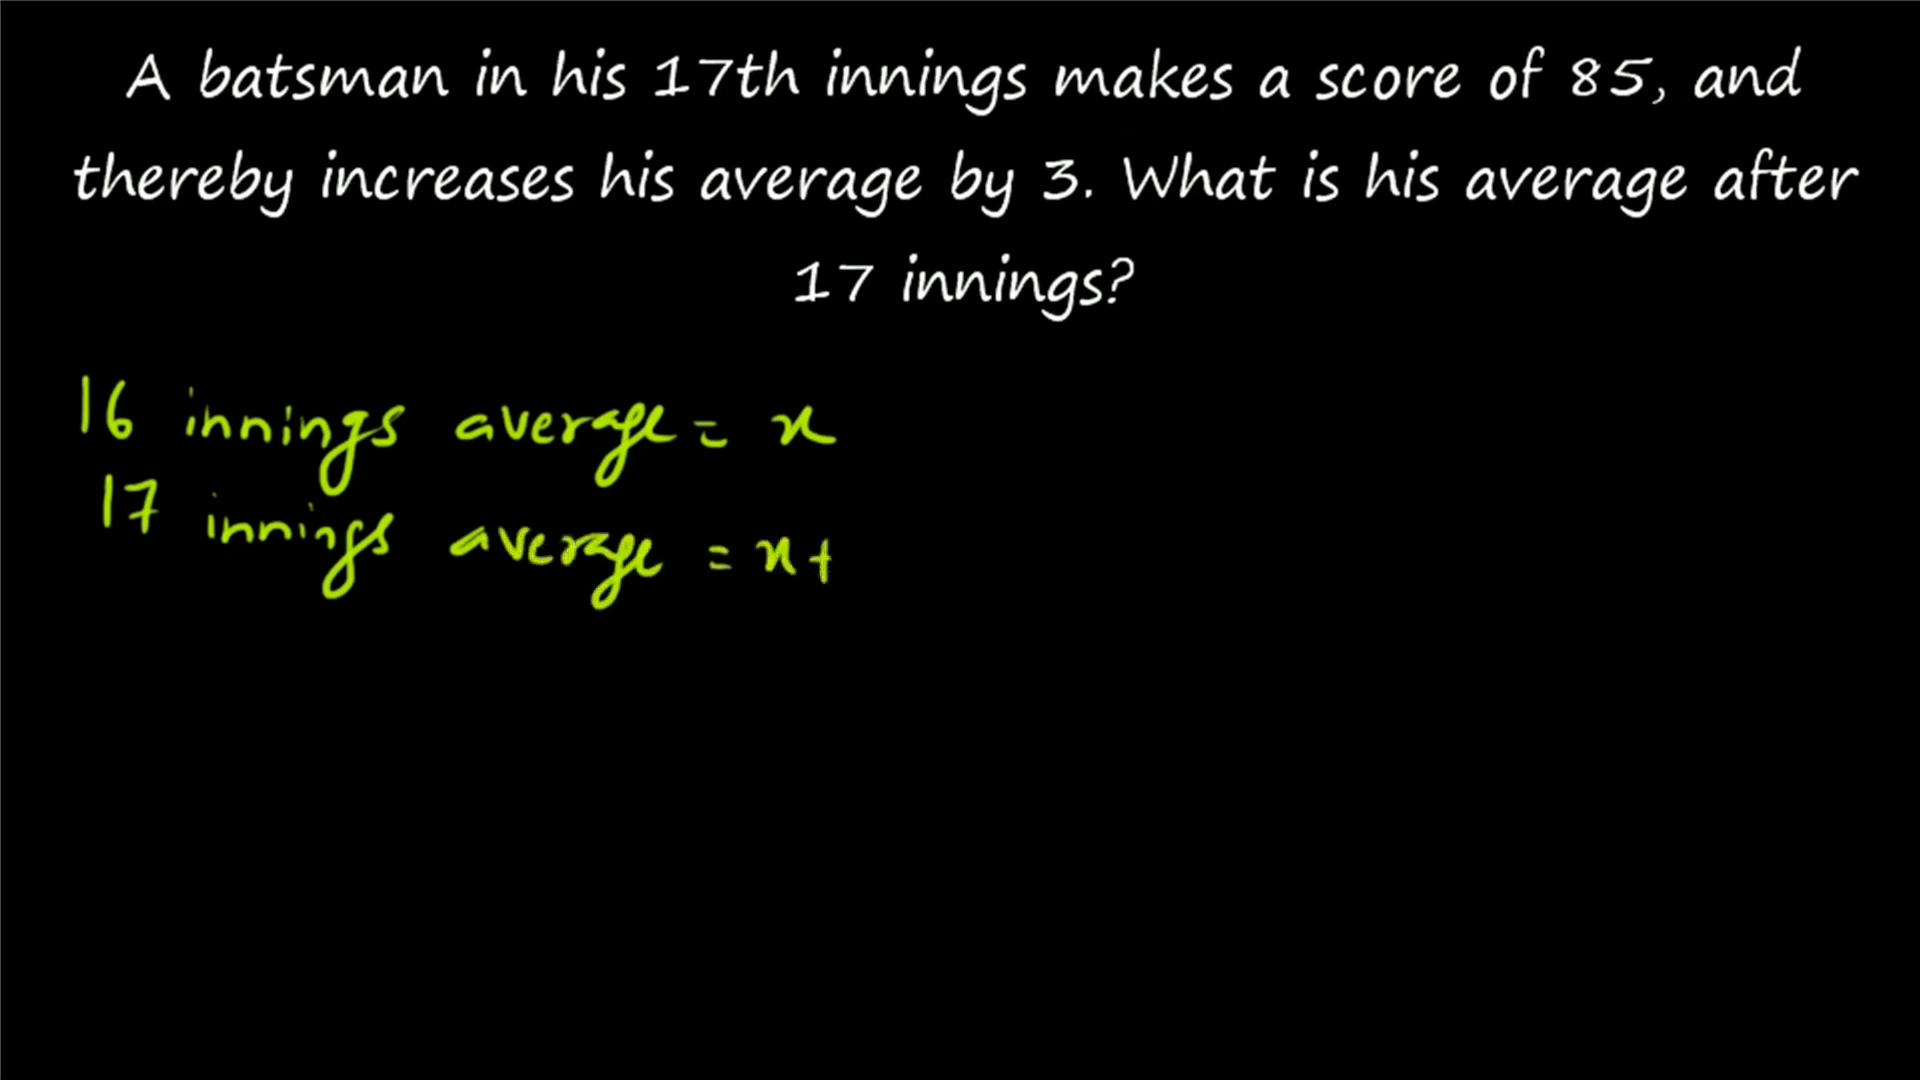 A batsman in his 17th innings makes a score of 85, and
thereby increases his average by 3. What is his average after
17 innings?
16 innings average = x
17 innings average = x+